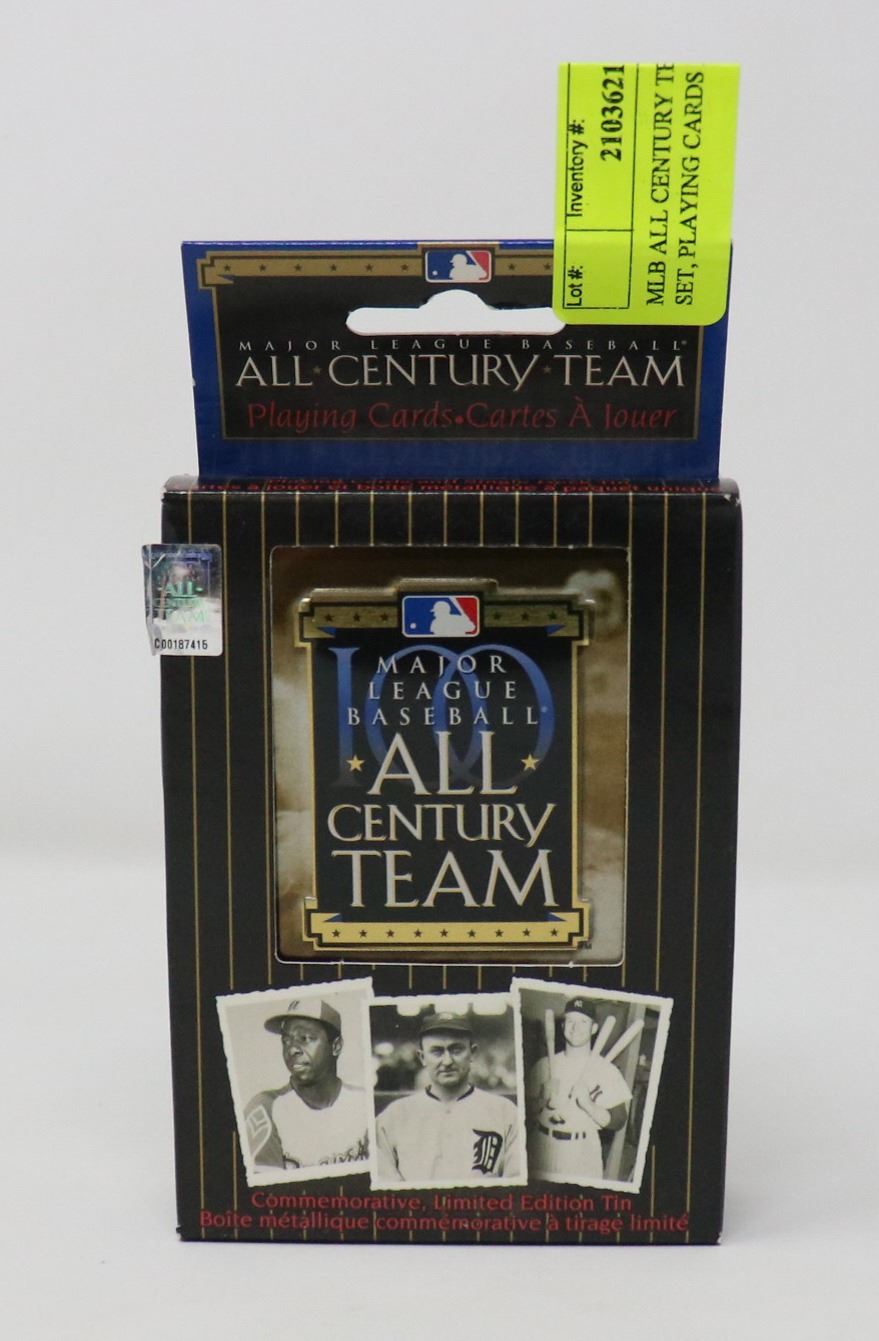 Lot #: Inventory #:
2103621
MLB ALL CENTURY
SET, PLAYING CARDS
MAJOR LEAGUE BASEBALL®
ALL★CENTURY★TEAM
Playing Cards•Cartes À Jouer
ALL
CENTURY
TEAM
C00187415
100
MAJOR
LEAGUE
BASEBALL®
★ALL★
CENTURY
TEAM
Commemorative, Limited Edition Tin
Boîte métallique commémorative à tirage limité